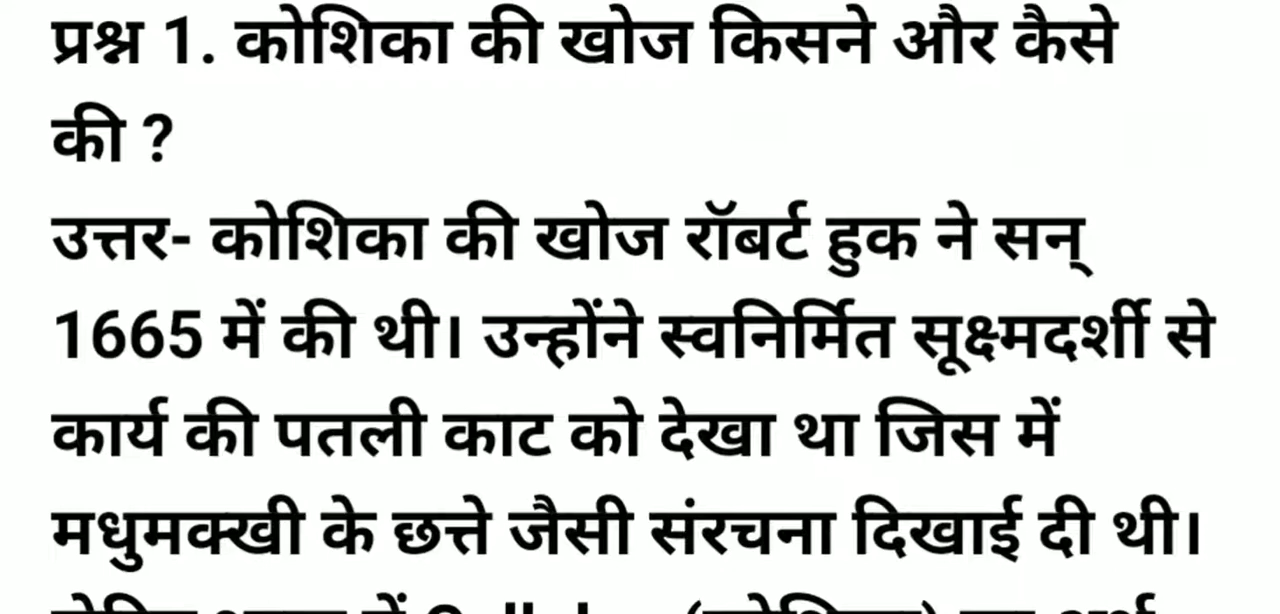 प्रश्न 1. कोशिका की खोज किसने और कैसे
की ?
उत्तर- कोशिका की खोज रॉबर्ट हुक ने सन्
1665 में की थी। उन्होंने स्वनिर्मित सूक्ष्मदर्शी से
कार्य की पतली काट को देखा था जिस में
मधुमक्खी के छत्ते जैसी संरचना दिखाई दी थी।